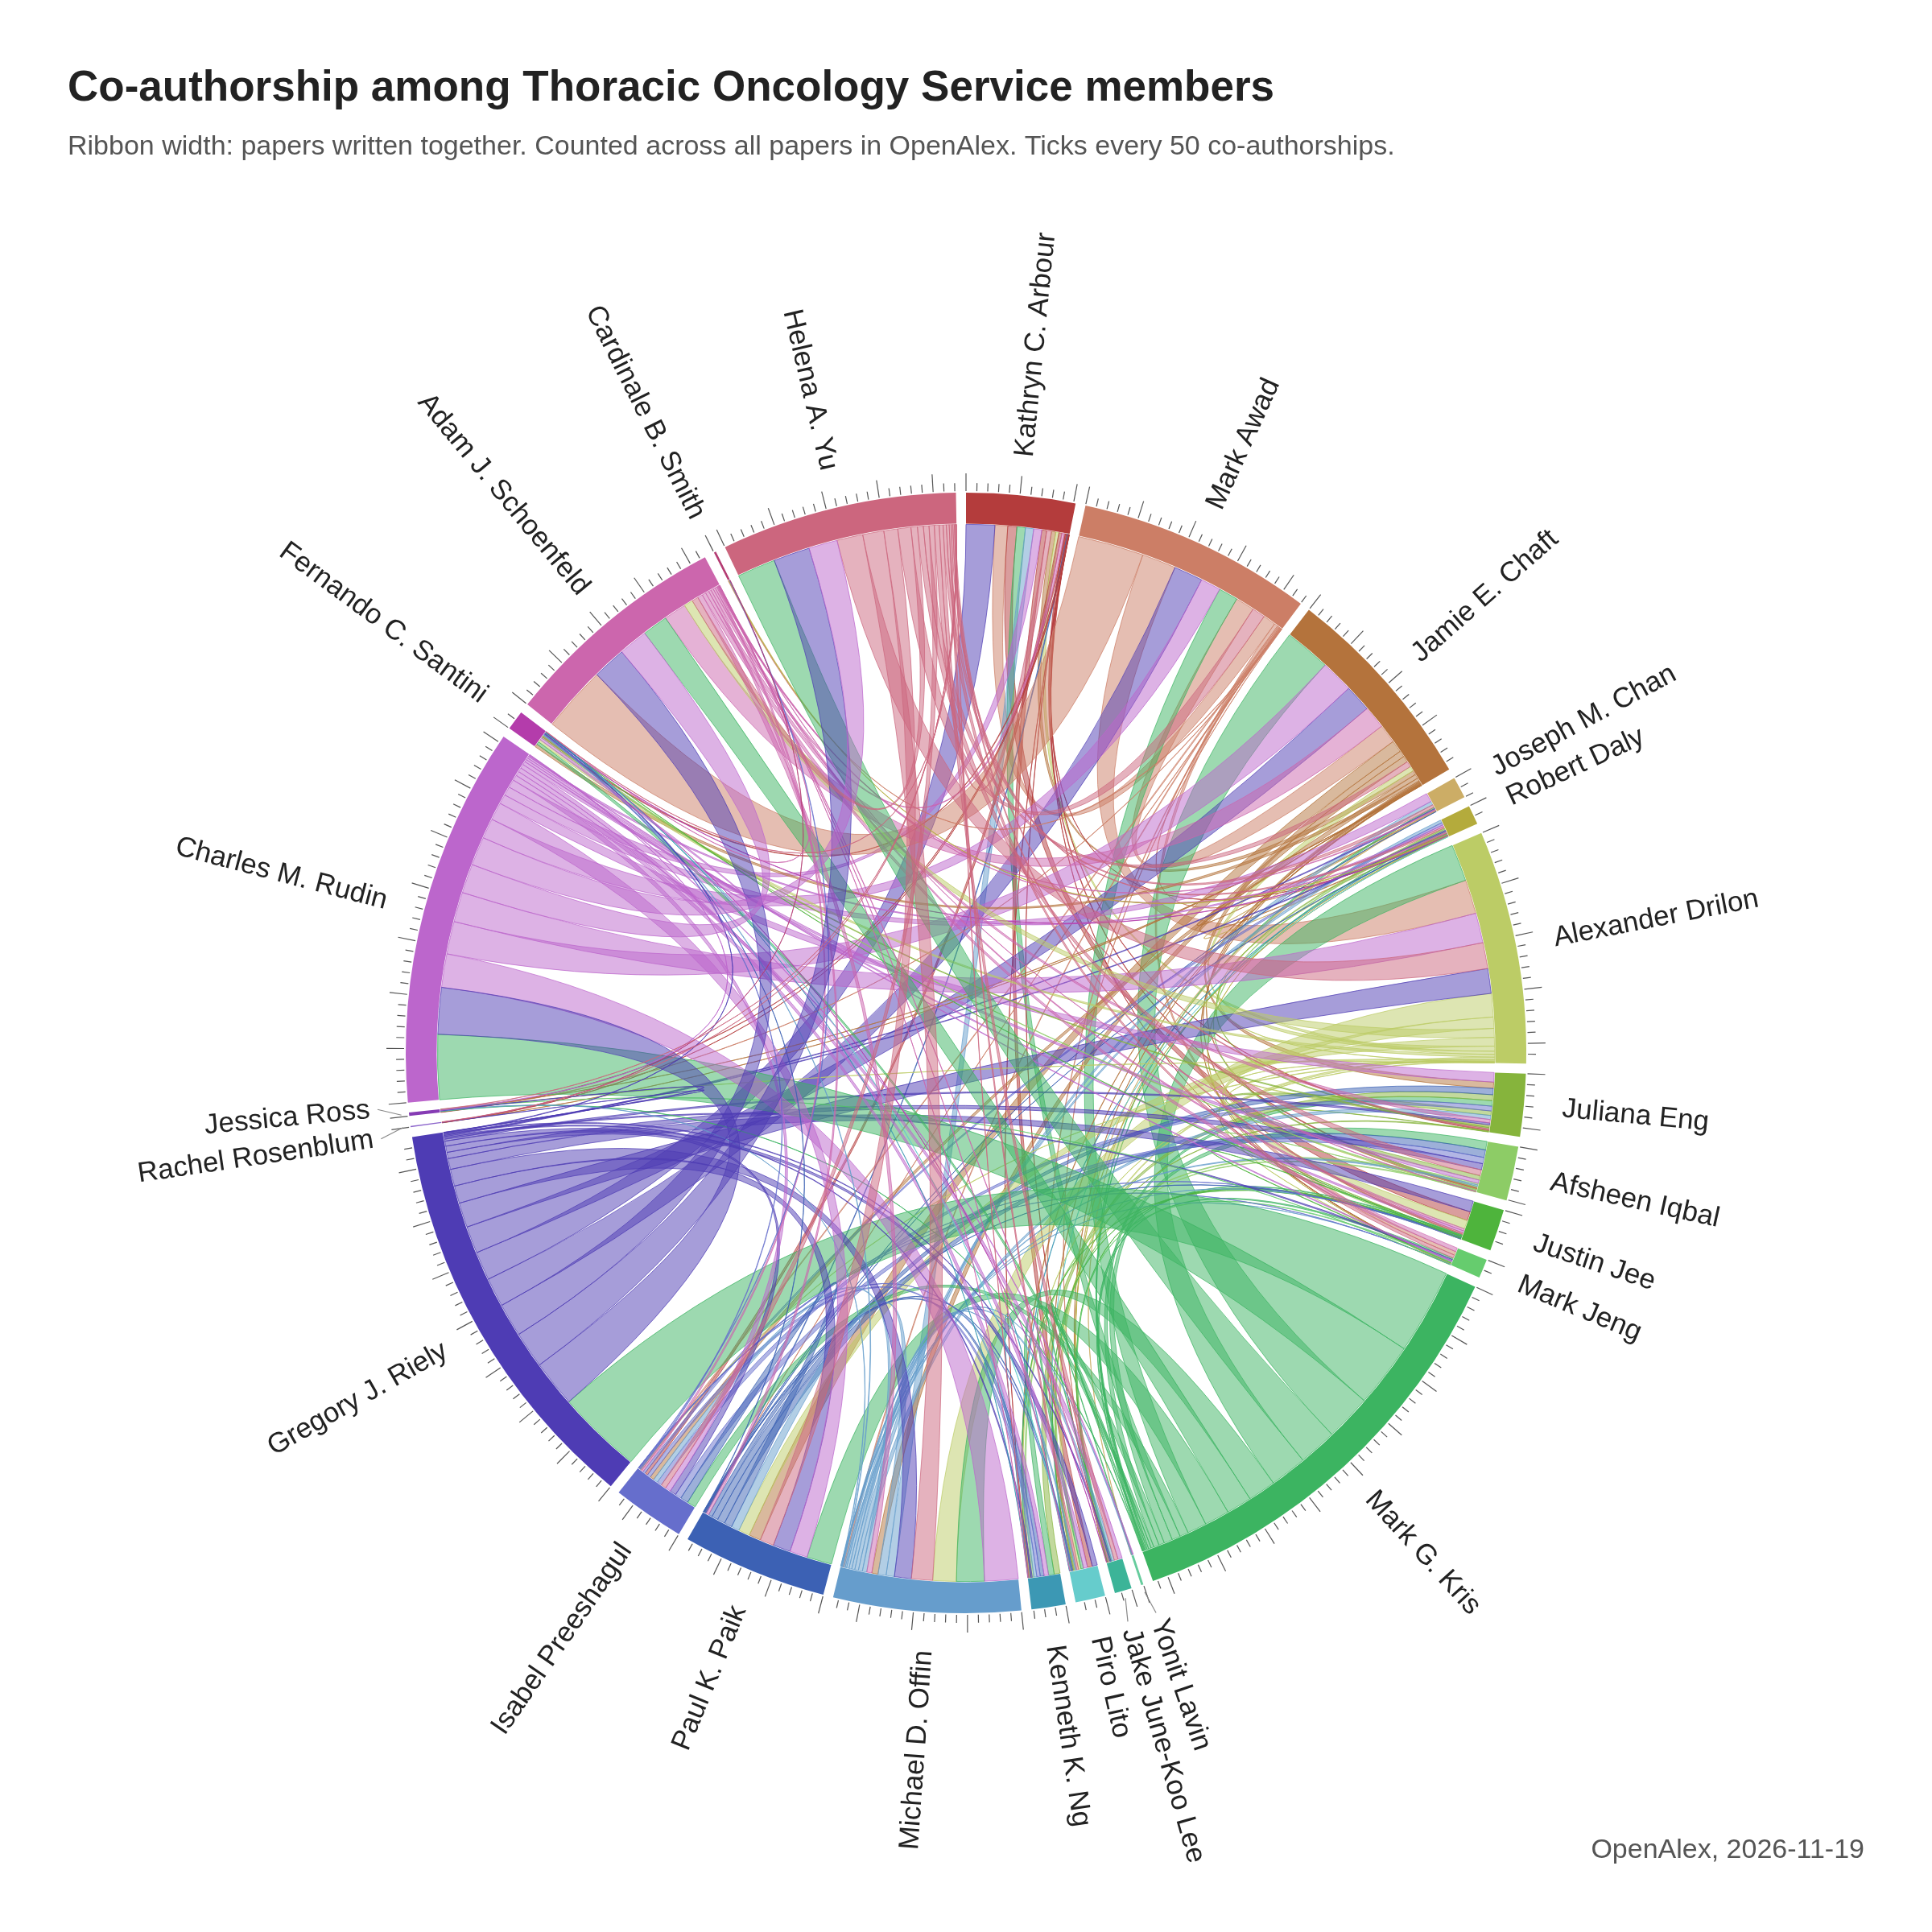 Co-authorship among Thoracic Oncology Service members
Ribbon width: papers written together. Counted across all papers in OpenAlex. Ticks every 50 co-authorships.
Kathryn C. Arbour
Mark Awad
Jamie E. Chaft
Joseph M. Chan
Robert Daly
Alexander Drilon
Juliana Eng
Afsheen Iqbal
Justin Jee
Mark Jeng
Mark G. Kris
Yonit Lavin
Jake June-Koo Lee
Piro Lito
Kenneth K. Ng
Michael D. Offin
Paul K. Paik
Isabel Preeshagul
Gregory J. Riely
Rachel Rosenblum
Jessica Ross
Charles M. Rudin
Fernando C. Santini
Adam J. Schoenfeld
Cardinale B. Smith
Helena A. Yu
OpenAlex, 2026-11-19